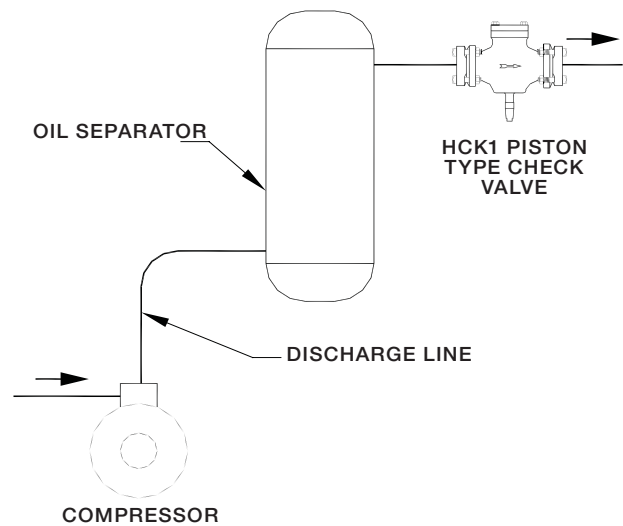 OIL SEPARATOR
HCK1 PISTON
TYPE CHECK
VALVE
DISCHARGE LINE
COMPRESSOR